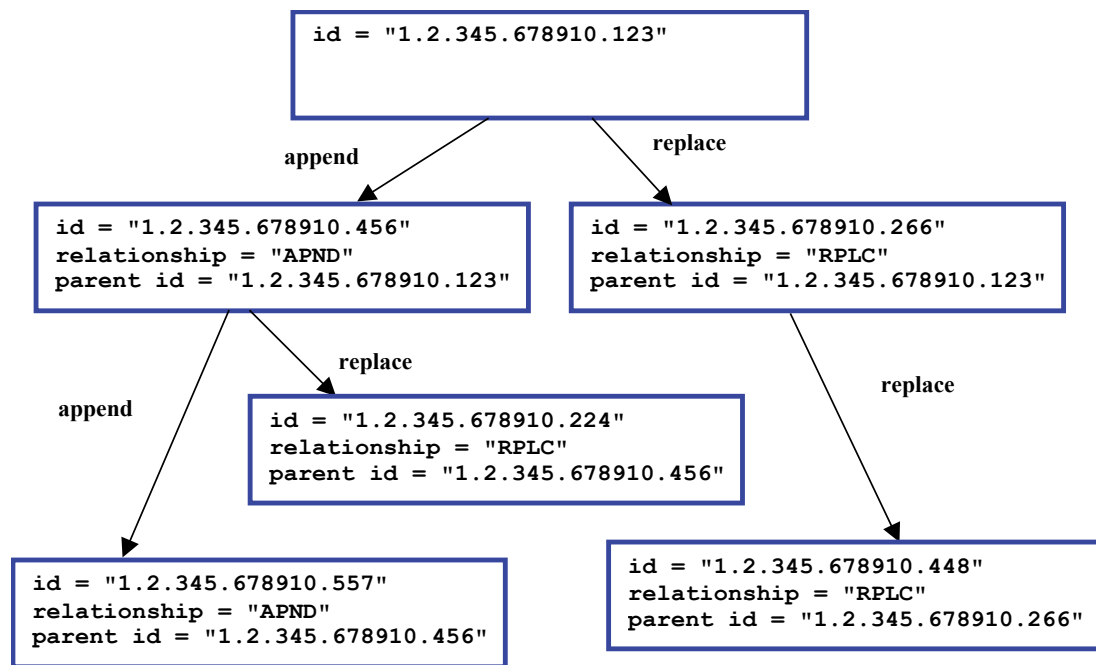 id = "1.2.345.678910.123"
append
replace
id = "1.2.345.678910.456"
relationship = "APND"
parent id = "1.2.345.678910.123"
id = "1.2.345.678910.266"
relationship = "RPLC"
parent id = "1.2.345.678910.123"
append
replace
replace
id = "1.2.345.678910.224"
relationship = "RPLC"
parent id = "1.2.345.678910.456"
id = "1.2.345.678910.557"
relationship = "APND"
parent id = "1.2.345.678910.456"
id = "1.2.345.678910.448"
relationship = "RPLC"
parent id = "1.2.345.678910.266"